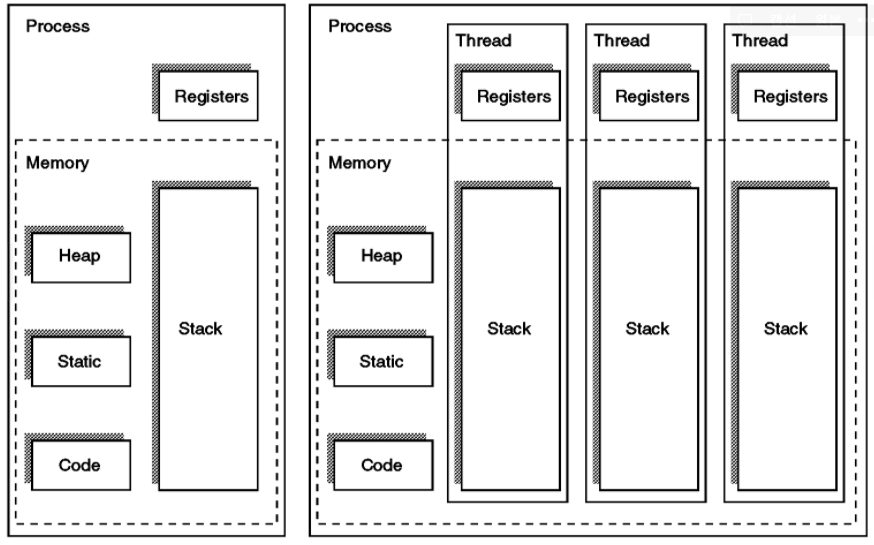 Process
Registers
Memory
Heap
Static
Code
Stack
Process
Thread
Thread
Thread
Registers
Registers
Registers
Memory
Heap
Static
Code
Stack
Stack
Stack